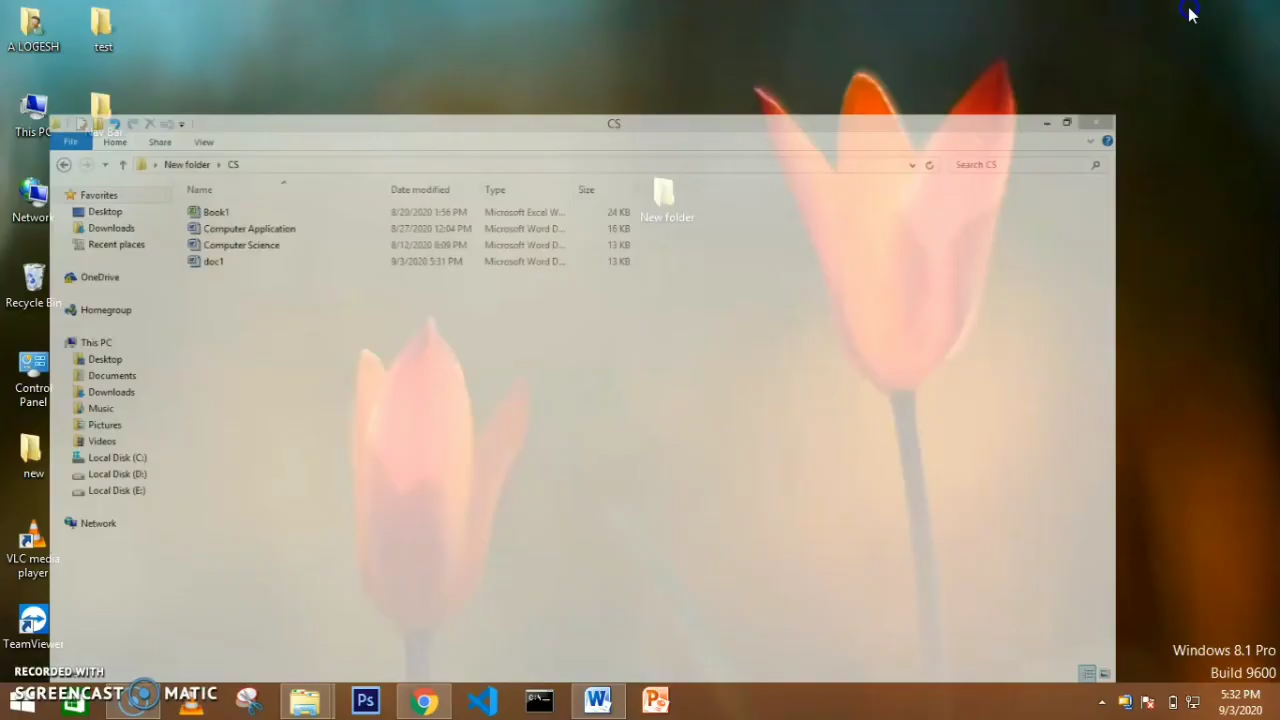 A LOGESH
test
This PC
Nav Bar
Network
Recycle Bin
Control
Panel
new
VLC media
player
TeamViewer
CS
File Home Share View
New folder CS
Search CS
Favorites
Desktop
Downloads
Recent places
OneDrive
Homegroup
This PC
Desktop
Documents
Downloads
Music
Pictures
Videos
Local Disk (C:)
Local Disk (D:)
Local Disk (E:)
Network
Name Date modified Type Size
Book1 8/20/2020 1:56 PM Microsoft Excel W... 24 KB
Computer Application 8/27/2020 12:04 PM Microsoft Word D... 16 KB
Computer Science 8/12/2020 8:09 PM Microsoft Word D... 13 KB
doc1 9/3/2020 5:31 PM Microsoft Word D... 13 KB
New folder
Windows 8.1 Pro
Build 9600
RECORDED WITH
SCREENCAST MATIC
Ps
5:32 PM
9/3/2020